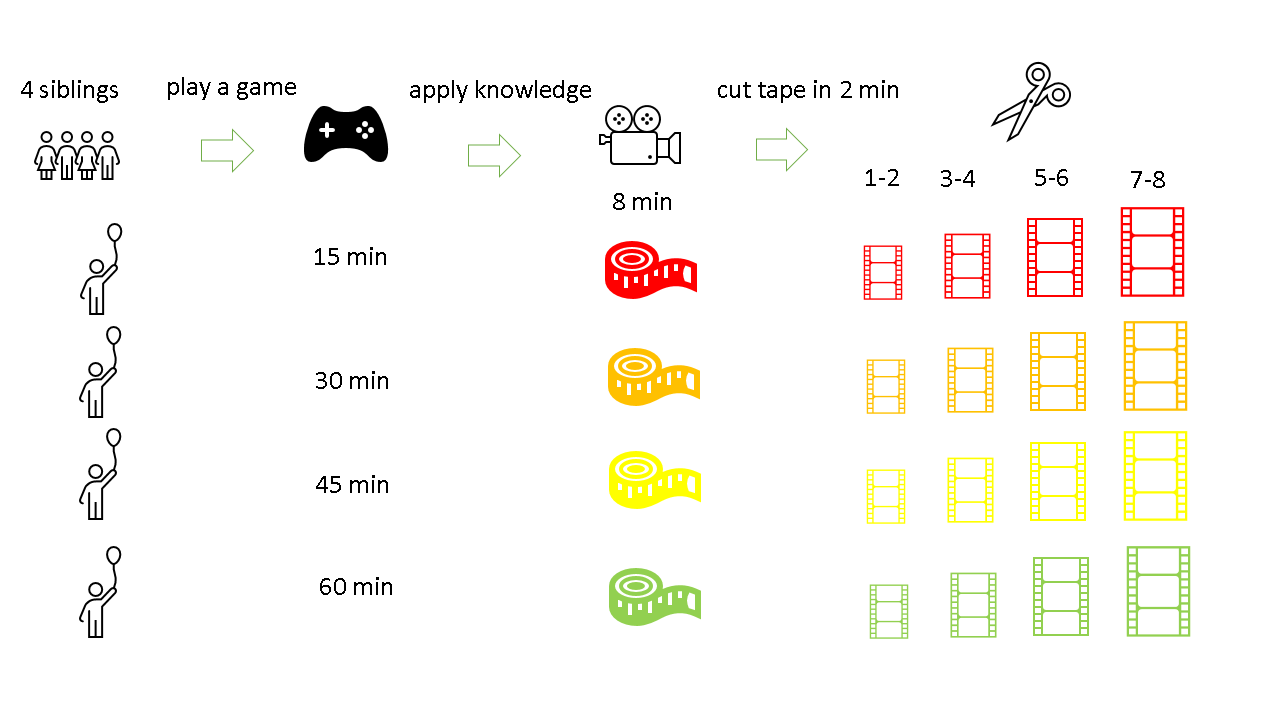 4 siblings
play a game
apply knowledge
cut tape in 2 min
8 min
1-2
3-4
5-6
7-8
15 min
30 min
45 min
60 min